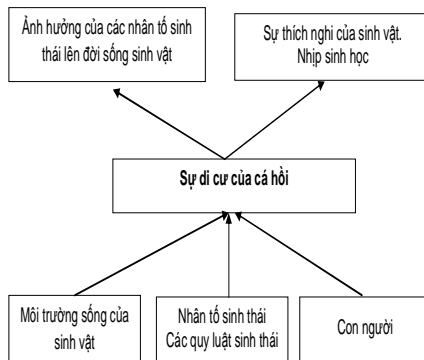 Ảnh hưởng của các nhân tố sinh
thái lên đời sống sinh vật
Sự thích nghi của sinh vật.
Nhịp sinh học
Sự di cư của cá hồi
Môi trường sống của
sinh vật
Nhân tố sinh thái
Các quy luật sinh thái
Con người